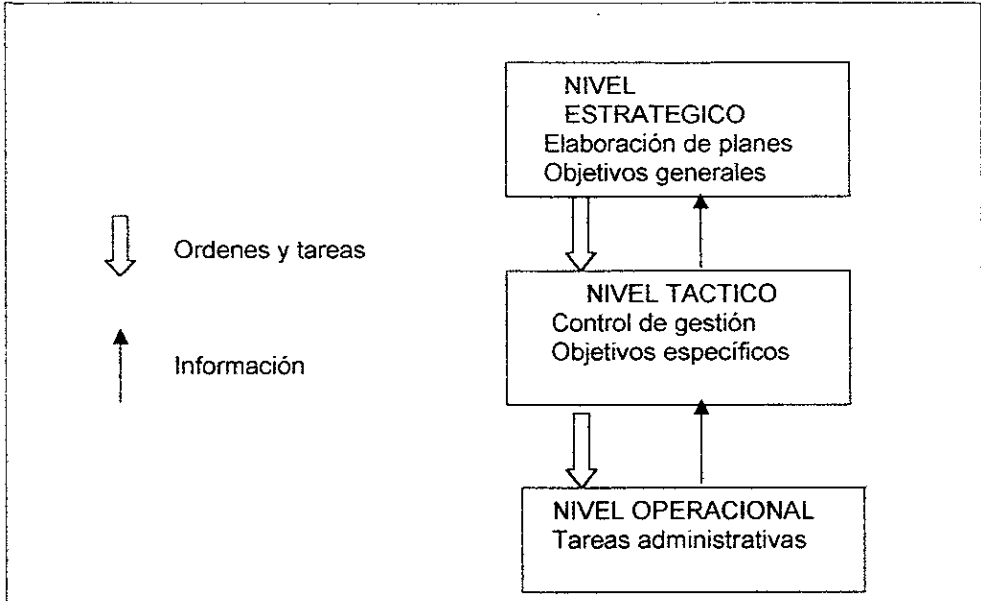 NIVEL
ESTRATEGICO
Elaboración de planes
Objetivos generales
Ordenes y tareas
NIVEL TACTICO
Control de gestión
Objetivos específicos
Información
NIVEL OPERACIONAL
Tareas administrativas